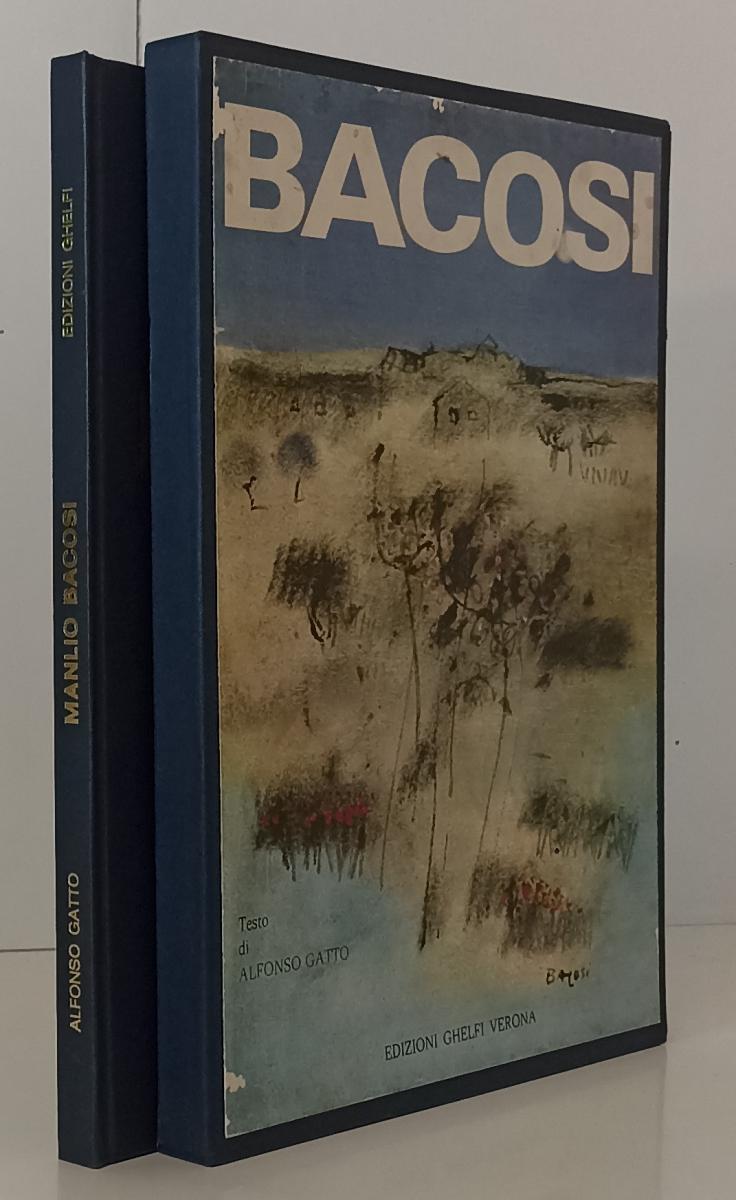 ALFONSO GATTO
MANLIO BACOSI
EDIZIONI GHELFI
BACOSI
Testo
di
ALFONSO GATTO
BACOSI
EDIZIONI GHELFI VERONA